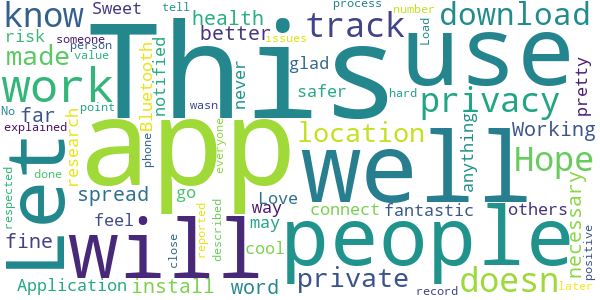 know
Sweet
tell
health
process
number
download
risk
someone
person
This
better
track
Load
use
made
value
issues
glad
work
No
far
point
Bluetooth
notified
never
safer
hard
privacy
pretty
explained
research
app
wasn
phone
everyone
location
well
anything
Working
Let
Hope
respected
done
spread
go
Love
way
connect
fantastic
others
necessary
feel
will
reported
described
may
people
fine
close
cool
positive
Application
install
word
private
record
doesn
later